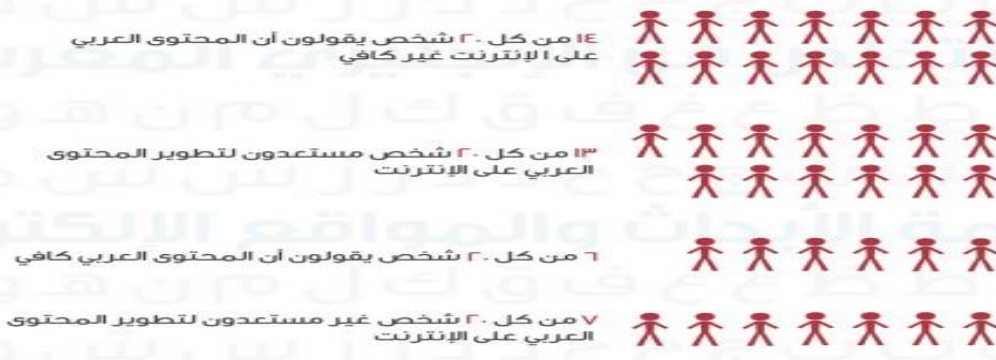 ١٤ من كل ٢٠ شخص يقولون أن المحتوى العربي
على الإنترنت غير كافي
١٣ من كل ٢٠ شخص مستعدون لتطوير المحتوى
العربي على الإنترنت
٦ من كل ٢٠ شخص يقولون أن المحتوى العربي كافي
٧ من كل ٢٠ شخص غير مستعدون لتطوير المحتوى
العربي على الإنترنت